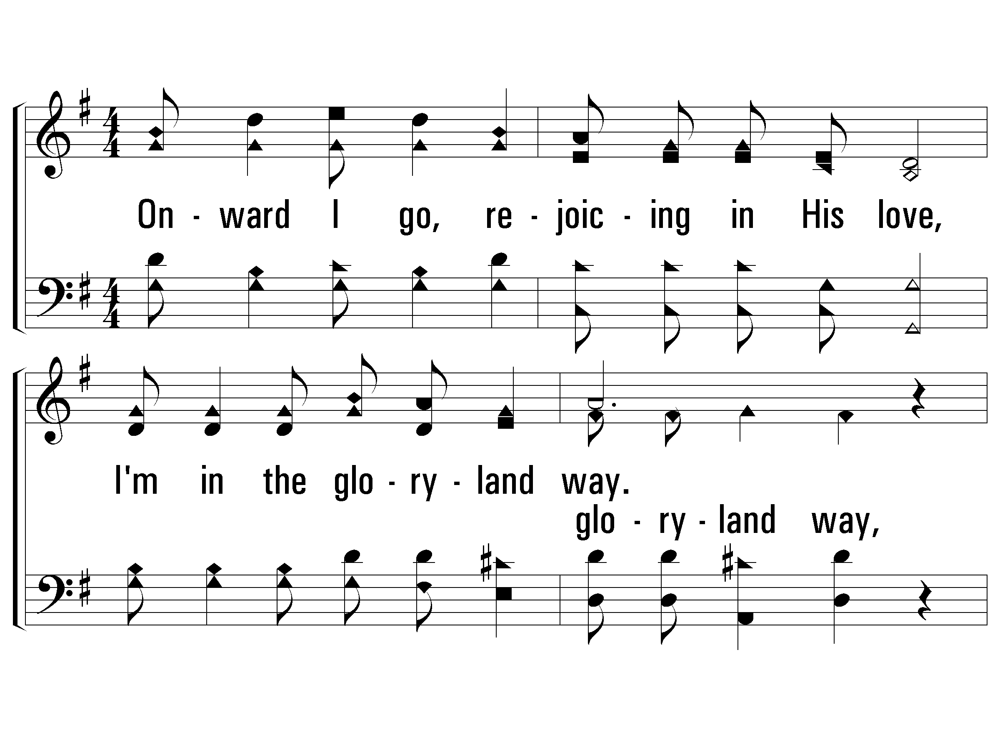 On - ward I go, re - joic - ing in His love,
I'm in the glo - ry - land way.
glo - ry - land way,